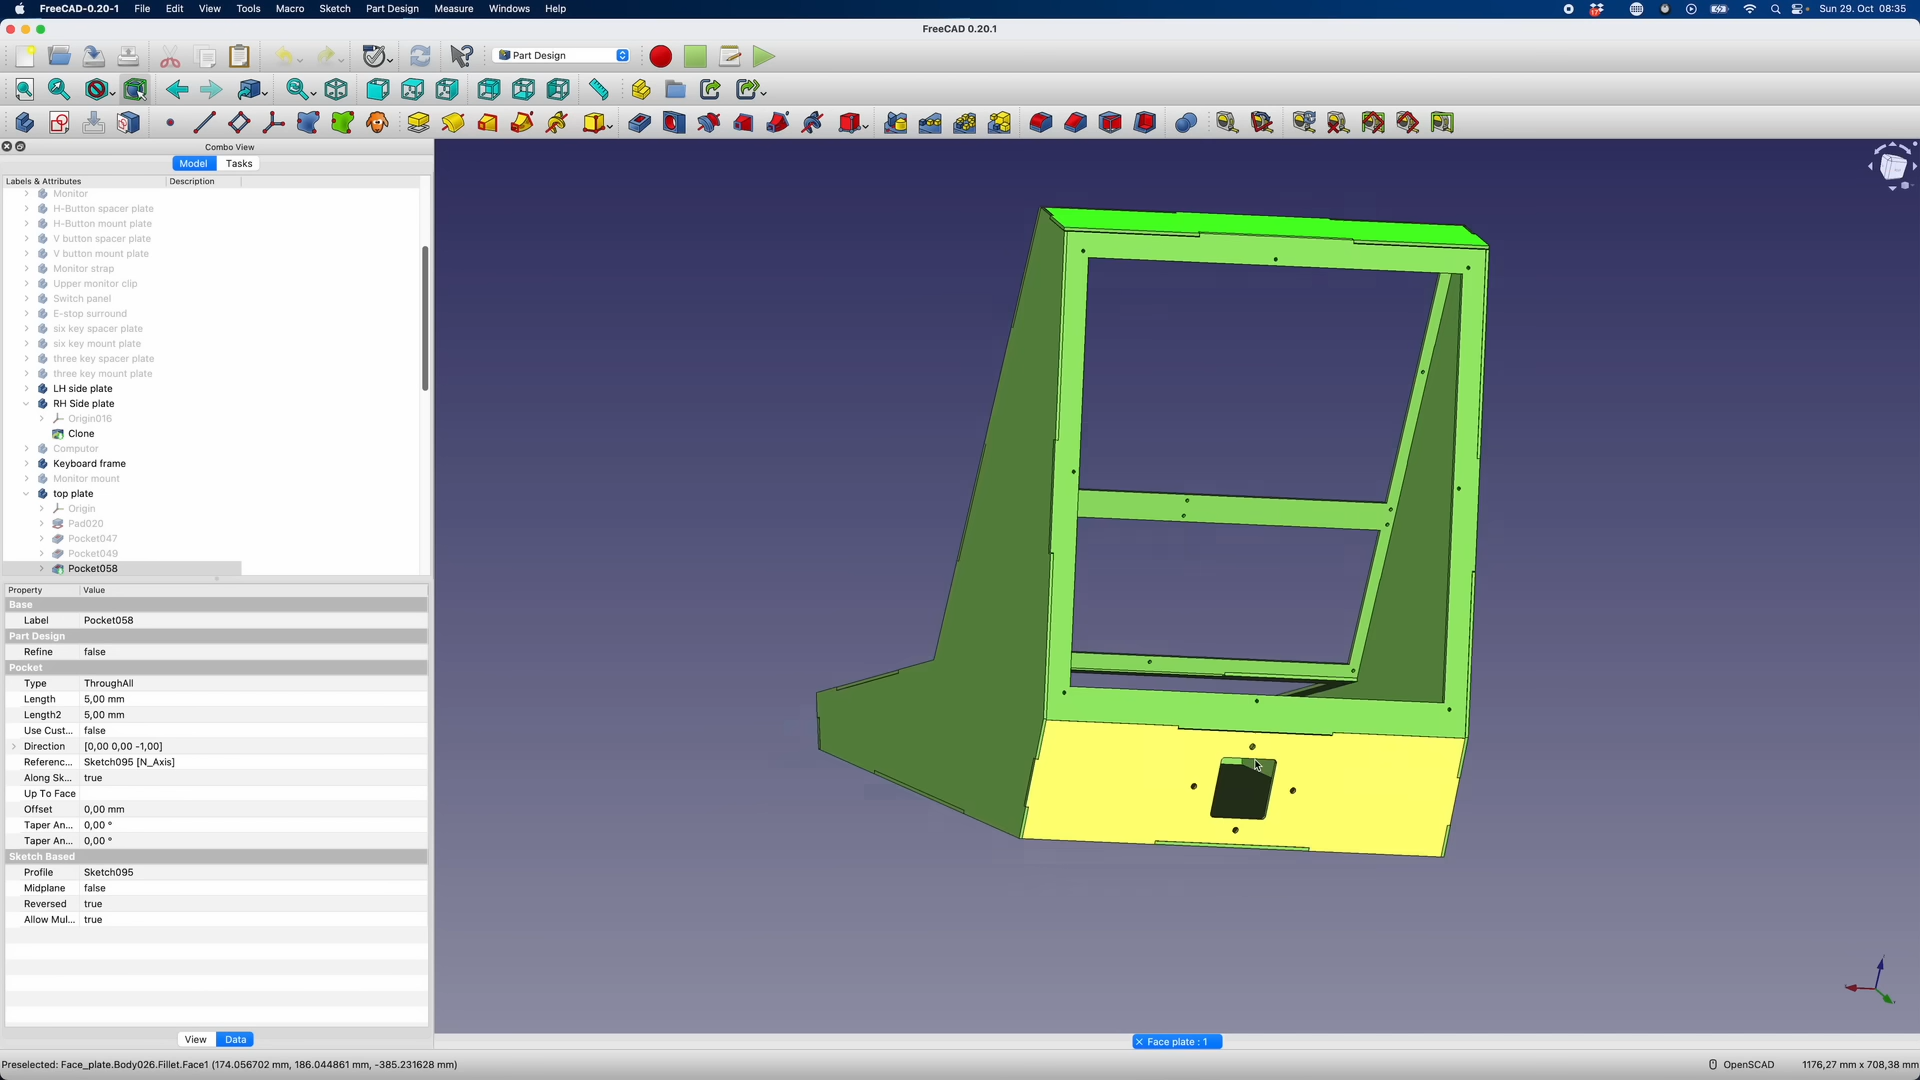 FreeCAD-0.20-1 File Edit View Tools Macro Sketch Part Design Measure Windows Help
17
Sun 29. Oct 08:35
FreeCAD 0.20.1
Part Design
Combo View
Model Tasks
Labels & Attributes Description
Monitor
H-Button spacer plate
H-Button mount plate
V button spacer plate
V button mount plate
Monitor strap
Upper monitor clip
Switch panel
E-stop surround
six key spacer plate
six key mount plate
three key spacer plate
three key mount plate
LH side plate
RH Side plate
Origin016
Clone
Computor
Keyboard frame
Monitor mount
top plate
Origin
Pad020
Pocket047
Pocket049
Pocket058
Property Value
Base
Label Pocket058
Part Design
Refine false
Pocket
Type ThroughAll
Length 5,00 mm
Length2 5,00 mm
Use Cust... false
Direction [0,00 0,00 -1,00]
Referenc... Sketch095 [N_Axis]
Along Sk... true
Up To Face
Offset 0,00 mm
Taper An... 0,00 °
Taper An... 0,00 °
Sketch Based
Profile Sketch095
Midplane false
Reversed true
Allow Mul... true
View Data
Face plate : 1
Preselected: Face_plate.Body026.Fillet.Face1 (174.056702 mm, 186.044861 mm, -385.231628 mm)
OpenSCAD 1176,27 mm x 708,38 mm